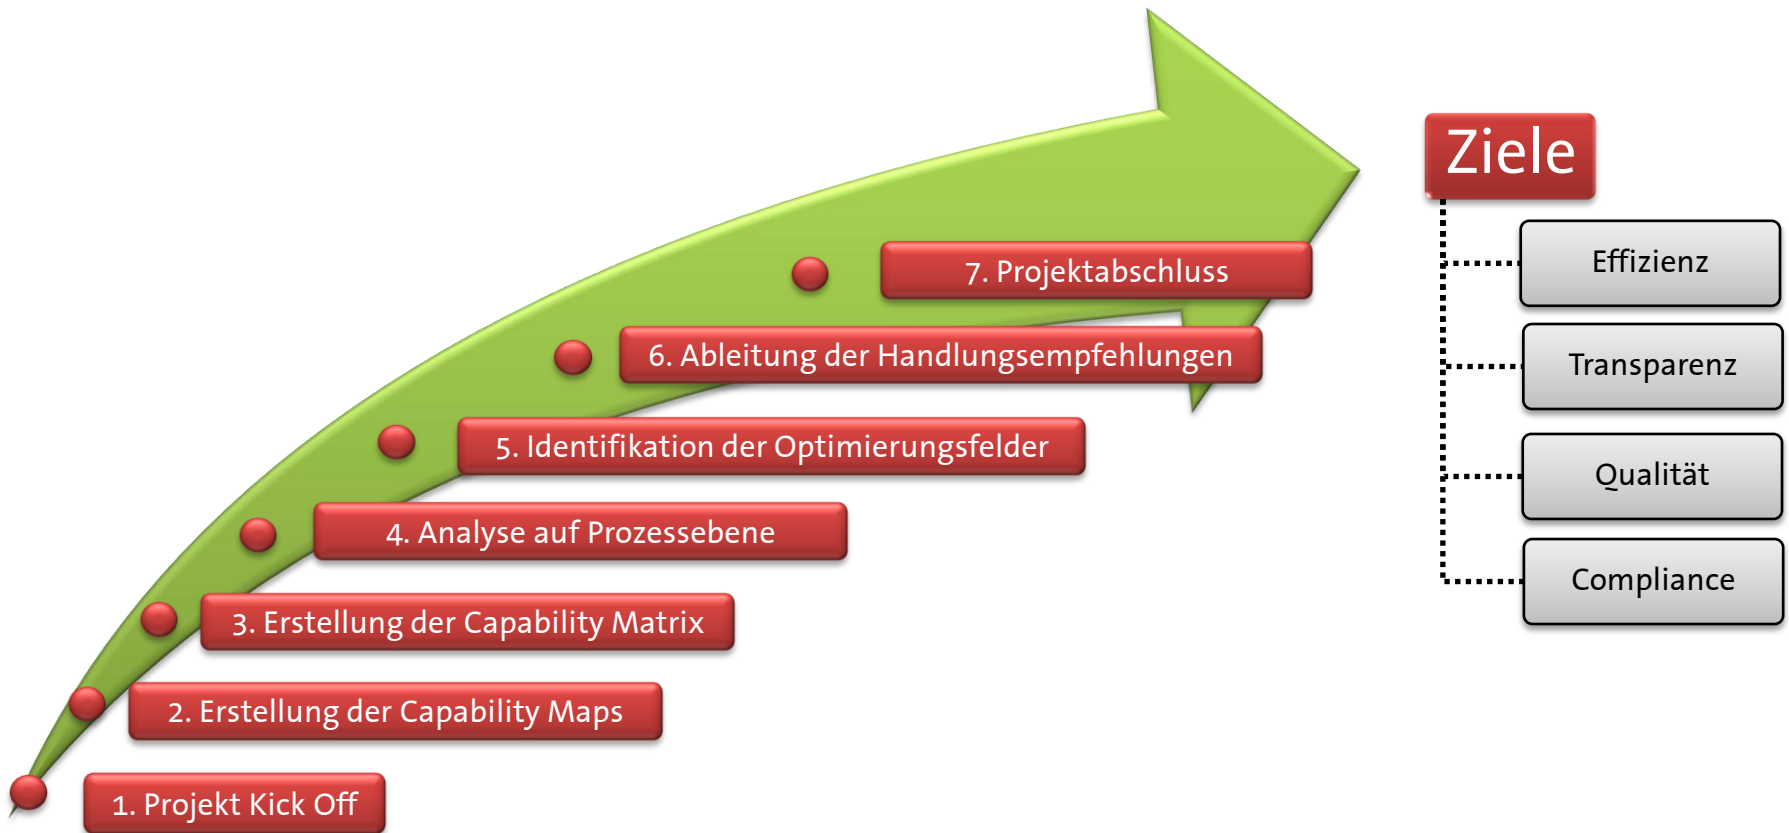 Ziele
Effizienz
Transparenz
Qualität
Compliance
7. Projektabschluss
6. Ableitung der Handlungsempfehlungen
5. Identifikation der Optimierungsfelder
4. Analyse auf Prozessebene
3. Erstellung der Capability Matrix
2. Erstellung der Capability Maps
1. Projekt Kick Off